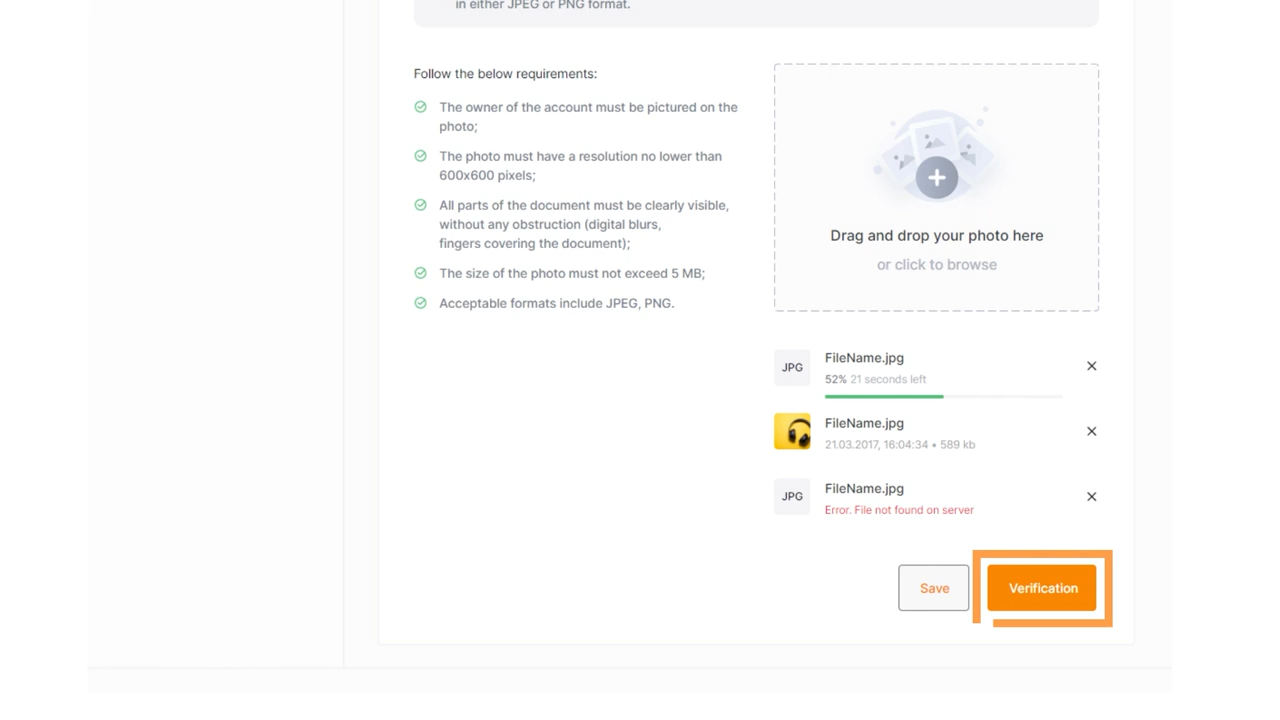 in either JPEG or PNG format.
Follow the below requirements:
The owner of the account must be pictured on the
photo;
The photo must have a resolution no lower than
600x600 pixels;
All parts of the document must be clearly visible,
without any obstruction (digital blurs,
fingers covering the document);
The size of the photo must not exceed 5 MB;
Acceptable formats include JPEG, PNG.
Drag and drop your photo here
or click to browse
JPG
FileName.jpg
52% 21 seconds left
FileName.jpg
21.03.2017, 16:04:34 • 589 kb
JPG
FileName.jpg
Error. File not found on server
Save
Verification